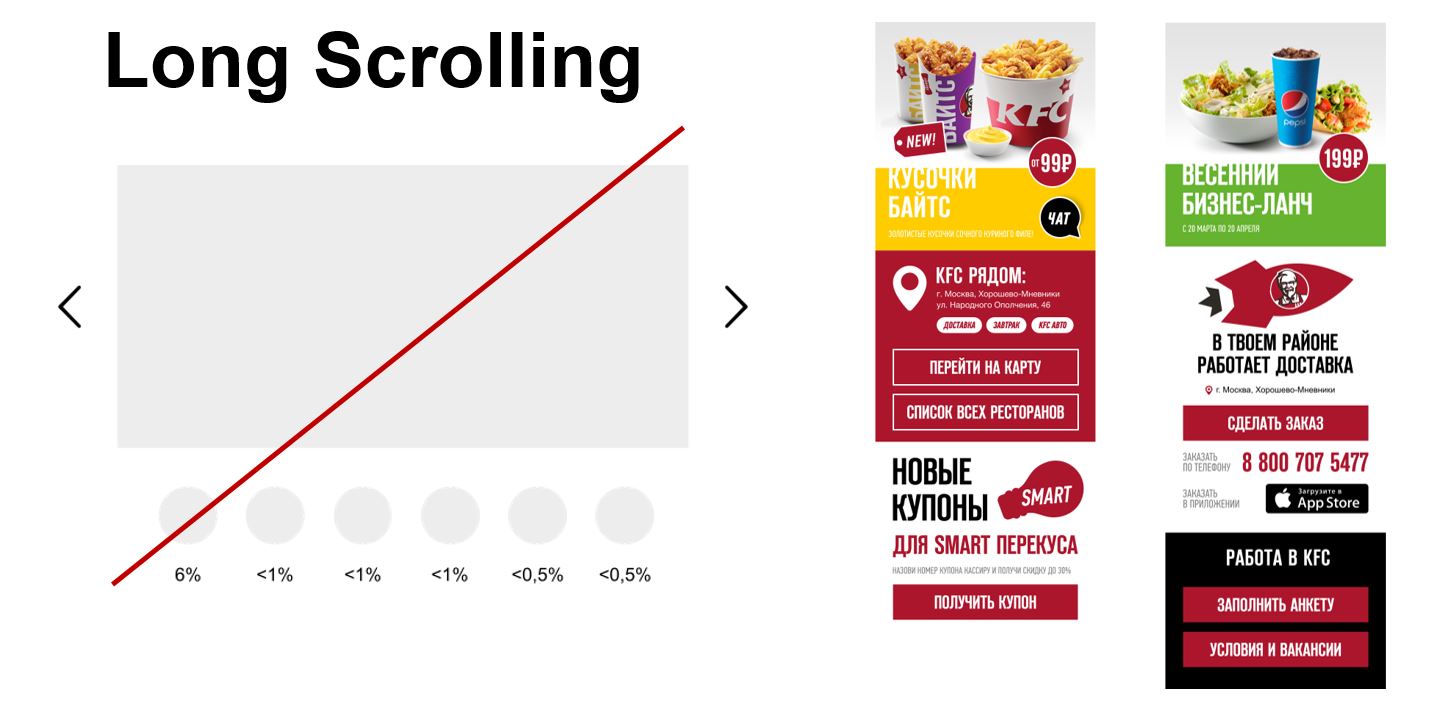 Long Scrolling
6%
<1%
<1%
<1%
<0,5%
<0,5%
БАЙТС
БАЙТС
KFC
NEW!
ОТ 99₽
КУСОЧКИ
БАЙТС
ЧАТ
ЗОЛОТИСТЫЕ КУСОЧКИ СОЧНОГО КУРИНОГО ФИЛЕ!
KFC РЯДОМ:
г. Москва, Хорошево-Мневники
ул. Народного Ополчения, 46
ДОСТАВКА
ЗАВТРАК
KFC АВТО
ПЕРЕЙТИ НА КАРТУ
СПИСОК ВСЕХ РЕСТОРАНОВ
НОВЫЕ
КУПОНЫ
SMART
ДЛЯ SMART ПЕРЕКУСА
НАЗОВИ НОМЕР КУПОНА КАССИРУ И ПОЛУЧИ СКИДКУ ДО 30%
ПОЛУЧИТЬ КУПОН
pepsi
199₽
ВЕСЕННИЙ
БИЗНЕС-ЛАНЧ
С 20 МАРТА ПО 20 АПРЕЛЯ
В ТВОЕМ РАЙОНЕ
РАБОТАЕТ ДОСТАВКА
г. Москва, Хорошево-Мневники
СДЕЛАТЬ ЗАКАЗ
ЗАКАЗАТЬ
ПО ТЕЛЕФОНУ
8 800 707 5477
ЗАКАЗАТЬ
В ПРИЛОЖЕНИИ
Загрузите в
App Store
РАБОТА В KFC
ЗАПОЛНИТЬ АНКЕТУ
УСЛОВИЯ И ВАКАНСИИ